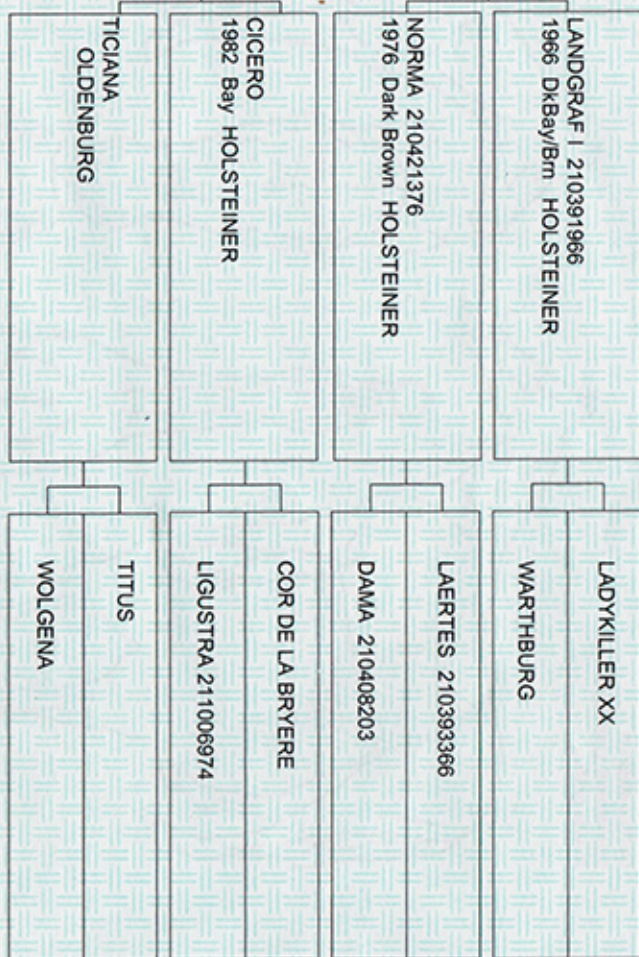 LANDGRAF I 210391966
1966 DkBay/Brn HOLSTEINER
LADYKILLER XX
WARTHBURG
NORMA 210421376
1976 Dark Brown HOLSTEINER
LAERTES 210393366
DAMA 210408203
CICERO
1982 Bay HOLSTEINER
COR DE LA BRYERE
LIGUSTRA 211006974
TICIANA
OLDENBURG
TITUS
WOLGENA